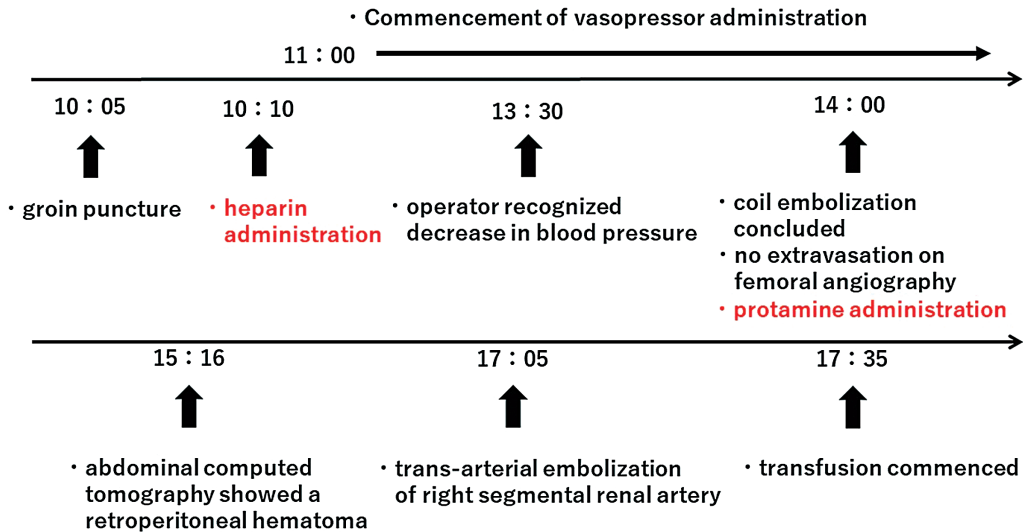 ・Commencement of vasopressor administration
11：00
10：05
10：10
13：30
14：00
・groin puncture
・heparin
administration
・operator recognized
decrease in blood pressure
・coil embolization
concluded
・no extravasation on
femoral angiography
・protamine administration
15：16
17：05
17：35
・abdominal computed
tomography showed a
retroperitoneal hematoma
・trans-arterial embolization
of right segmental renal artery
・transfusion commenced